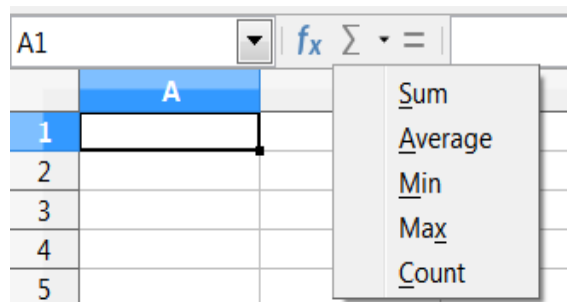 A1 fx Σ =
A
Sum
1
Average
2
Min
3
Max
4
Count
5